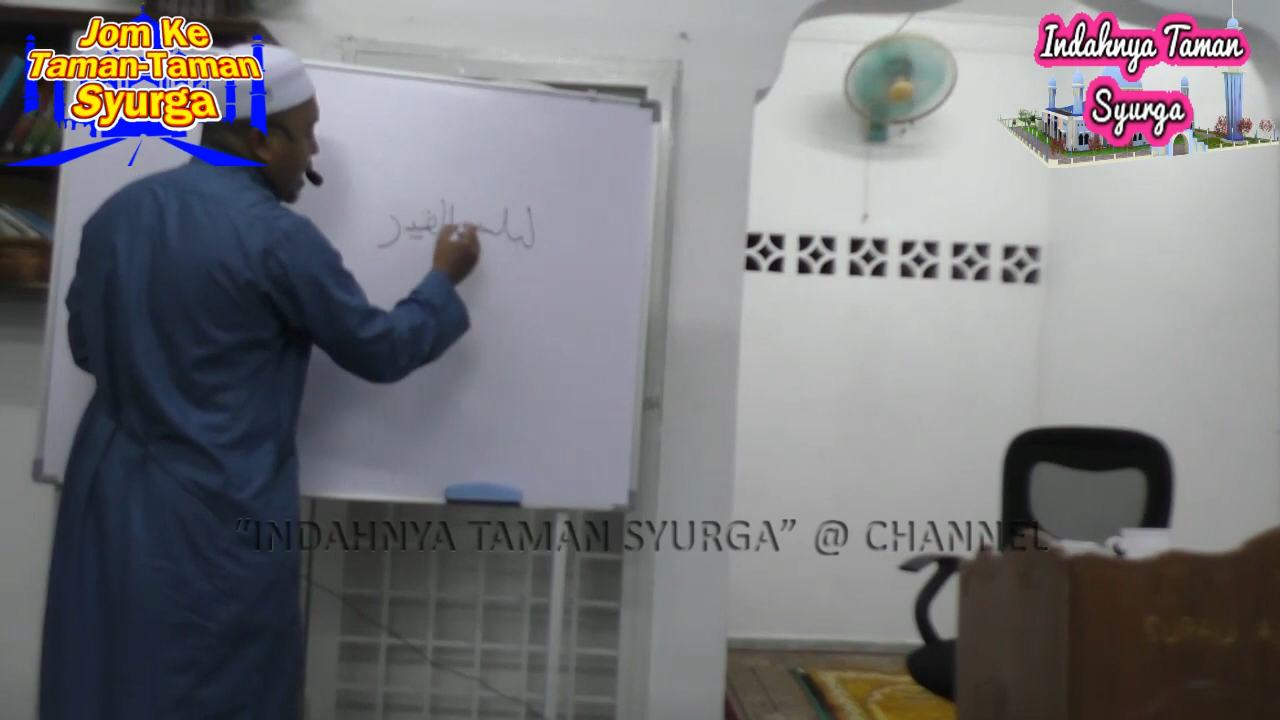 Jom Ke
Taman-Taman
Syurga
Indahnya Taman
Syurga
“INDAHNYA TAMAN SYURGA” @ CHANNEL